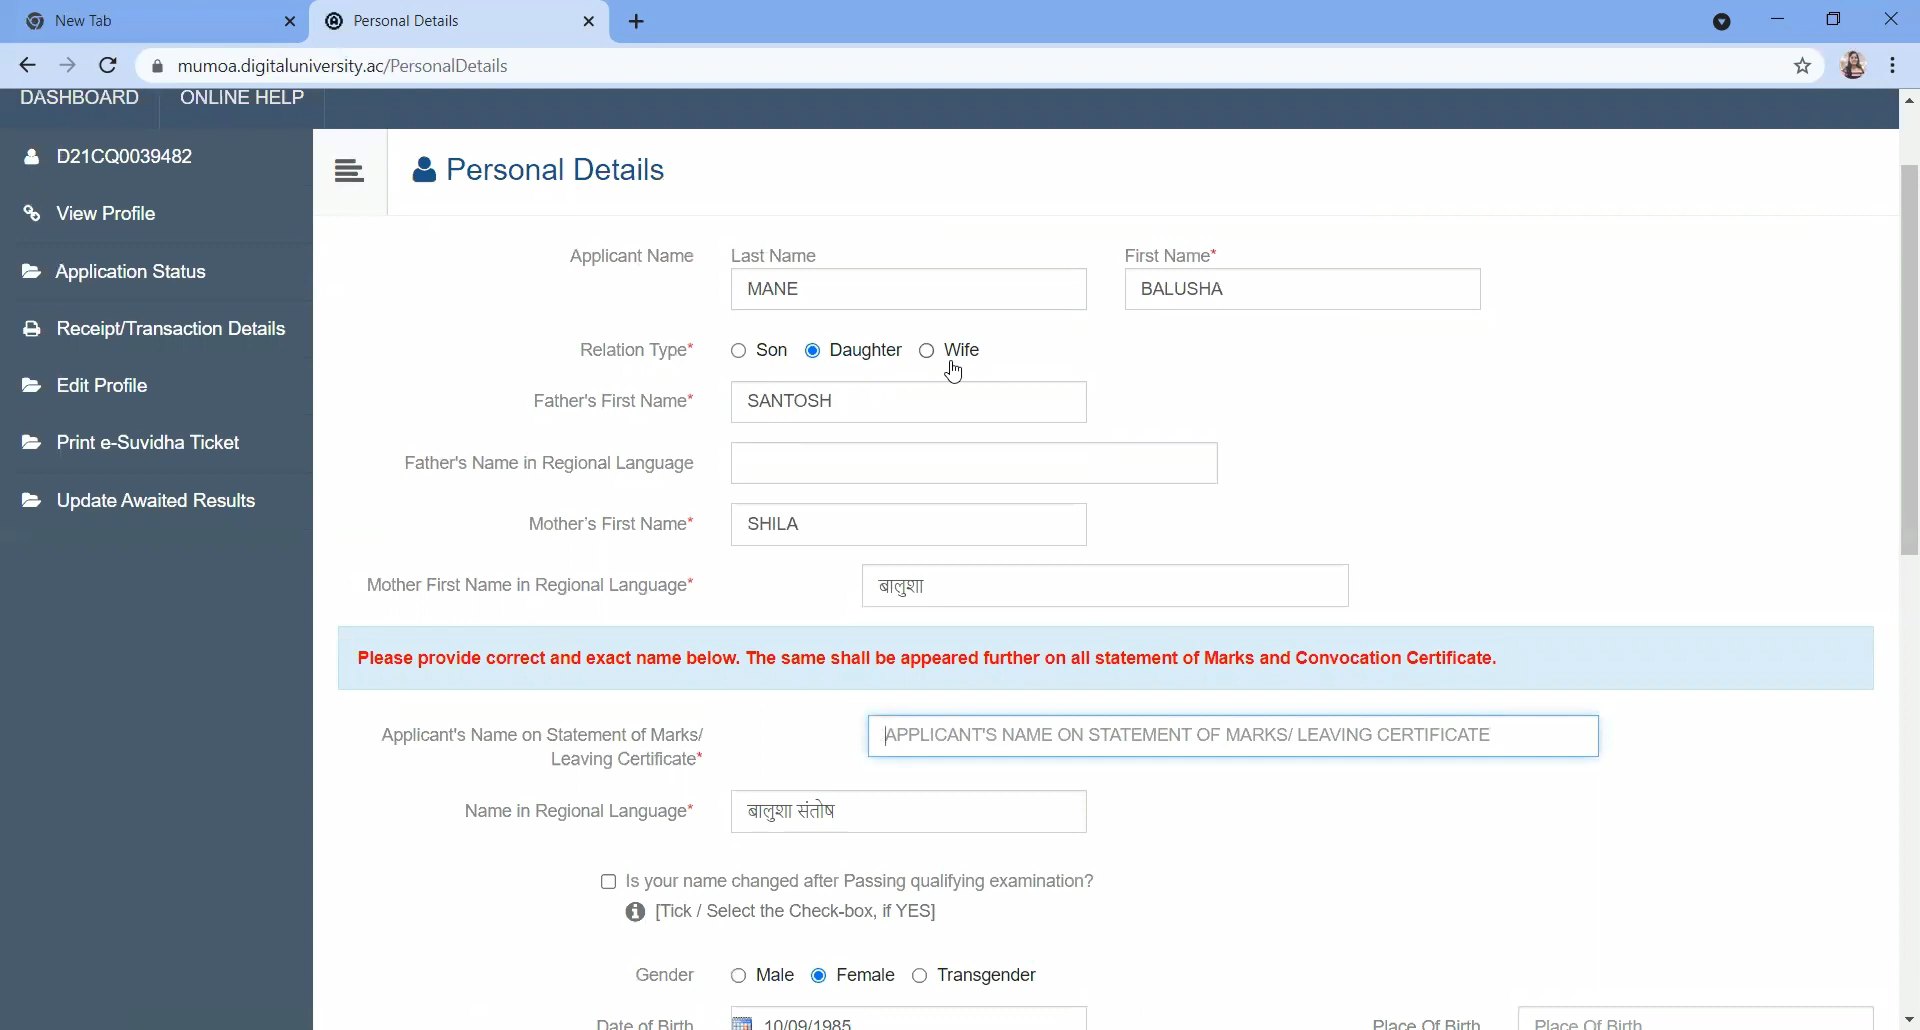 New Tab
Personal Details
mumoa.digitaluniversity.ac/PersonalDetails
DASHBOARD ONLINE HELP
D21CQ0039482
View Profile
Application Status
Receipt/Transaction Details
Edit Profile
Print e-Suvidha Ticket
Update Awaited Results
Personal Details
Applicant Name Last Name First Name*
MANE BALUSHA
Relation Type* Son Daughter Wife
Father's First Name* SANTOSH
Father's Name in Regional Language
Mother's First Name* SHILA
Mother First Name in Regional Language* बालुशा
Please provide correct and exact name below. The same shall be appeared further on all statement of Marks and Convocation Certificate.
Applicant's Name on Statement of Marks/ APPLICANT'S NAME ON STATEMENT OF MARKS/ LEAVING CERTIFICATE
Leaving Certificate*
Name in Regional Language* बालुशा संतोष
Is your name changed after Passing qualifying examination?
[Tick / Select the Check-box, if YES]
Gender Male Female Transgender
Date of Birth 10/09/1985 Place Of Birth Place Of Birth